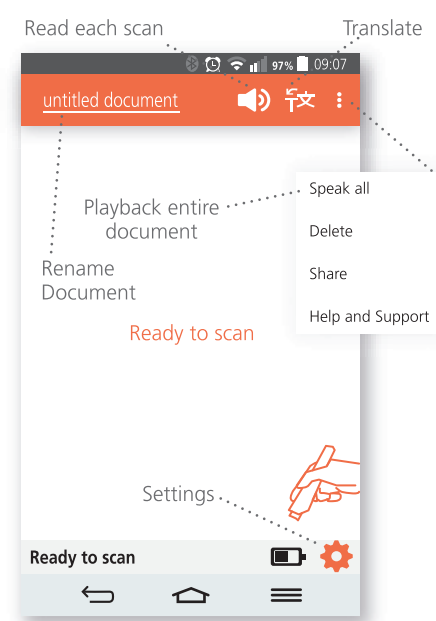 Read each scan
Translate
97% 09:07
untitled document
Speak all
Playback entire
document
Delete
Rename
Document
Share
Help and Support
Ready to scan
Settings
Ready to scan